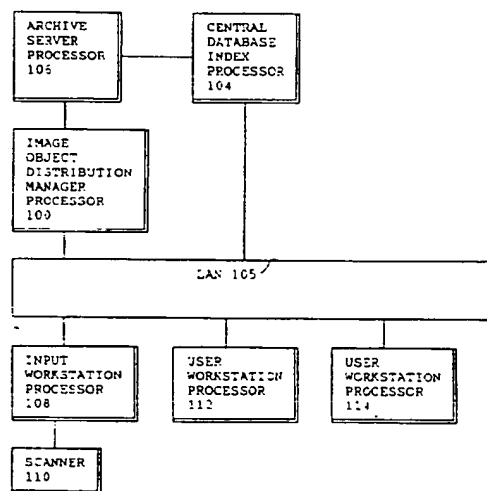 ARCHIVE
SERVER
PROCESSOR
106
CENTRAL
DATABASE
INDEX
PROCESSOR
104
IMAGE
OBJECT
DISTRIBUTION
MANAGER
PROCESSOR
100
LAN 105
INPUT
WORKSTATION
PROCESSOR
108
USER
WORKSTATION
PROCESSOR
112
USER
WORKSTATION
PROCESSOR
114
SCANNER
110